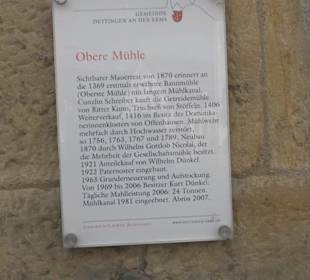 GEMEINDE
DETTINGEN AN DER ERMS
Obere Mühle
Sichtbarer Mauerrest von 1870 erinnert an
die 1369 erstmals erwähnte Bannmühle
(Oberste Mühle) mit langem Mühlkanal.
Cunzlin Schreiber kauft die Getreidemühle
von Ritter Kuno, Truchseß von Stöffeln. 1406
Weiterverkauf, 1416 im Besitz des Dominika-
nerinnenklosters von Offenhausen. Mühlwehr
mehrfach durch Hochwasser zerstört,
so 1756, 1763, 1767 und 1789. Neubau
1870 durch Wilhelm Gottlob Nicolai, der
die Mehrheit der Gesellschaftsmühle besitzt.
1921 Anteilekauf von Wilhelm Dünkel.
1922 Paternoster eingebaut.
1963 Grunderneuerung und Aufstockung.
Von 1969 bis 2006 Besitzer Kurt Dünkel.
Tägliche Mahlleistung 2006: 24 Tonnen.
Mühlkanal 1981 eingeebnet. Abriss 2007.